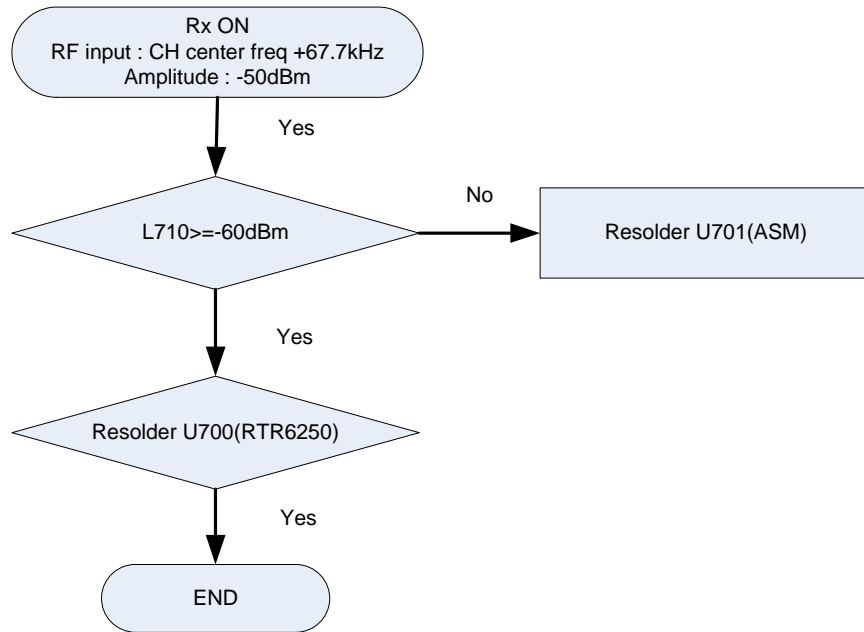 Rx ON
RF input : CH center freq +67.7kHz
Amplitude : -50dBm
Yes
No
L710>=-60dBm
Resolder U701(ASM)
Yes
Resolder U700(RTR6250)
Yes
END